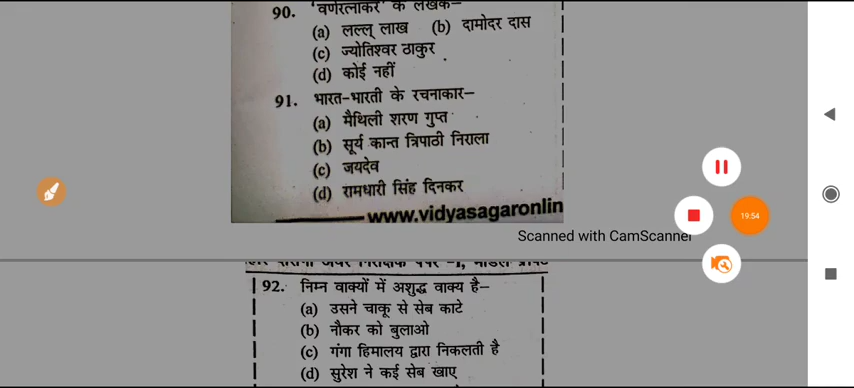 90. 'वर्णरत्नाकर' के लेखक–
(a) लल्लू लाख (b) दामोदर दास
(c) ज्योतिश्वर ठाकुर
(d) कोई नहीं
91. भारत-भारती के रचनाकार–
(a) मैथिली शरण गुप्त
(b) सूर्य कान्त त्रिपाठी निराला
(c) जयदेव
(d) रामधारी सिंह दिनकर
www.vidyasagaronlin
19:54
Scanned with CamScanner
92. निम्न वाक्यों में अशुद्ध वाक्य है–
(a) उसने चाकू से सेब काटे
(b) नौकर को बुलाओ
(c) गंगा हिमालय द्वारा निकलती है
(d) सुरेश ने कई सेब खाए